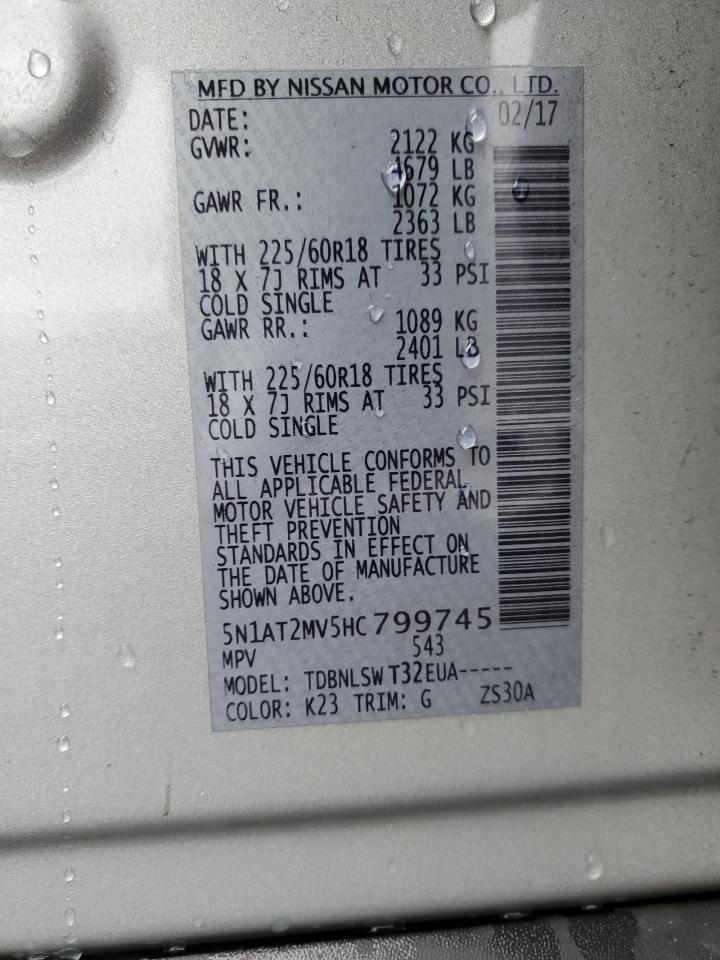 MFD BY NISSAN MOTOR CO., LTD.
DATE: 02/17
GVWR: 2122 KG
4679 LB
GAWR FR.: 1072 KG
2363 LB
WITH 225/60R18 TIRES
18 X 7J RIMS AT 33 PSI
COLD SINGLE
GAWR RR.: 1089 KG
2401 LB
WITH 225/60R18 TIRES
18 X 7J RIMS AT 33 PSI
COLD SINGLE
THIS VEHICLE CONFORMS TO
ALL APPLICABLE FEDERAL
MOTOR VEHICLE SAFETY AND
THEFT PREVENTION
STANDARDS IN EFFECT ON
THE DATE OF MANUFACTURE
SHOWN ABOVE.
5N1AT2MV5HC799745
MPV 543
MODEL: TDBNLSWT32EUA-----
COLOR: K23 TRIM: G ZS30A